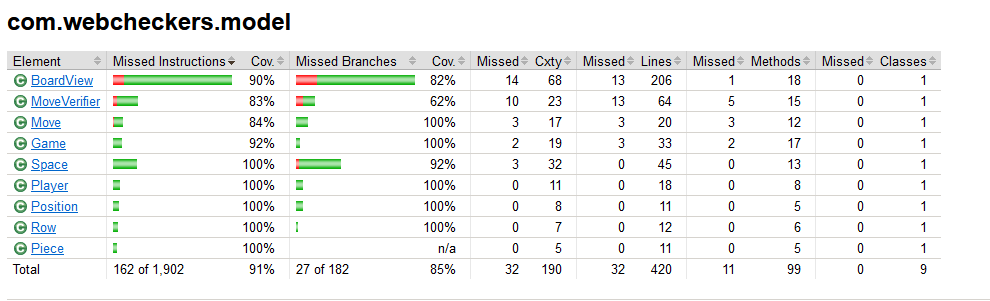 com.webcheckers.model
Element Missed Instructions Cov. Missed Branches Cov. Missed Cxty Missed Lines Missed Methods Missed Classes
C BoardView 90% 82% 14 68 13 206 1 18 0 1
C MoveVerifier 83% 62% 10 23 13 64 5 15 0 1
C Move 84% 100% 3 17 3 20 3 12 0 1
C Game 92% 100% 2 19 3 33 2 17 0 1
C Space 100% 92% 3 32 0 45 0 13 0 1
C Player 100% 100% 0 11 0 18 0 8 0 1
C Position 100% 100% 0 8 0 11 0 5 0 1
C Row 100% 100% 0 7 0 12 0 6 0 1
C Piece 100% n/a 0 5 0 11 0 5 0 1
Total 162 of 1,902 91% 27 of 182 85% 32 190 32 420 11 99 0 9